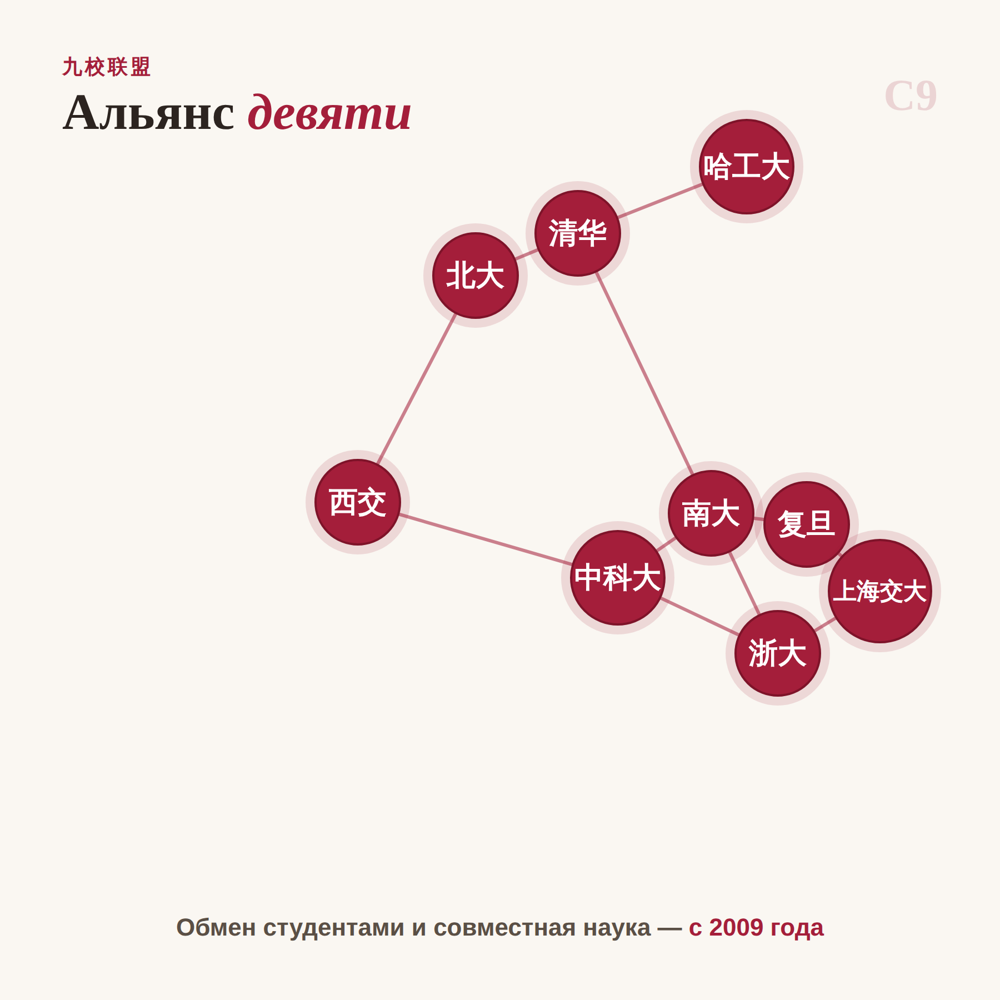 九校联盟
Альянс девяти
C9
哈工大
清华
北大
西交
南大
复旦
中科大
上海交大
浙大
Обмен студентами и совместная наука — с 2009 года